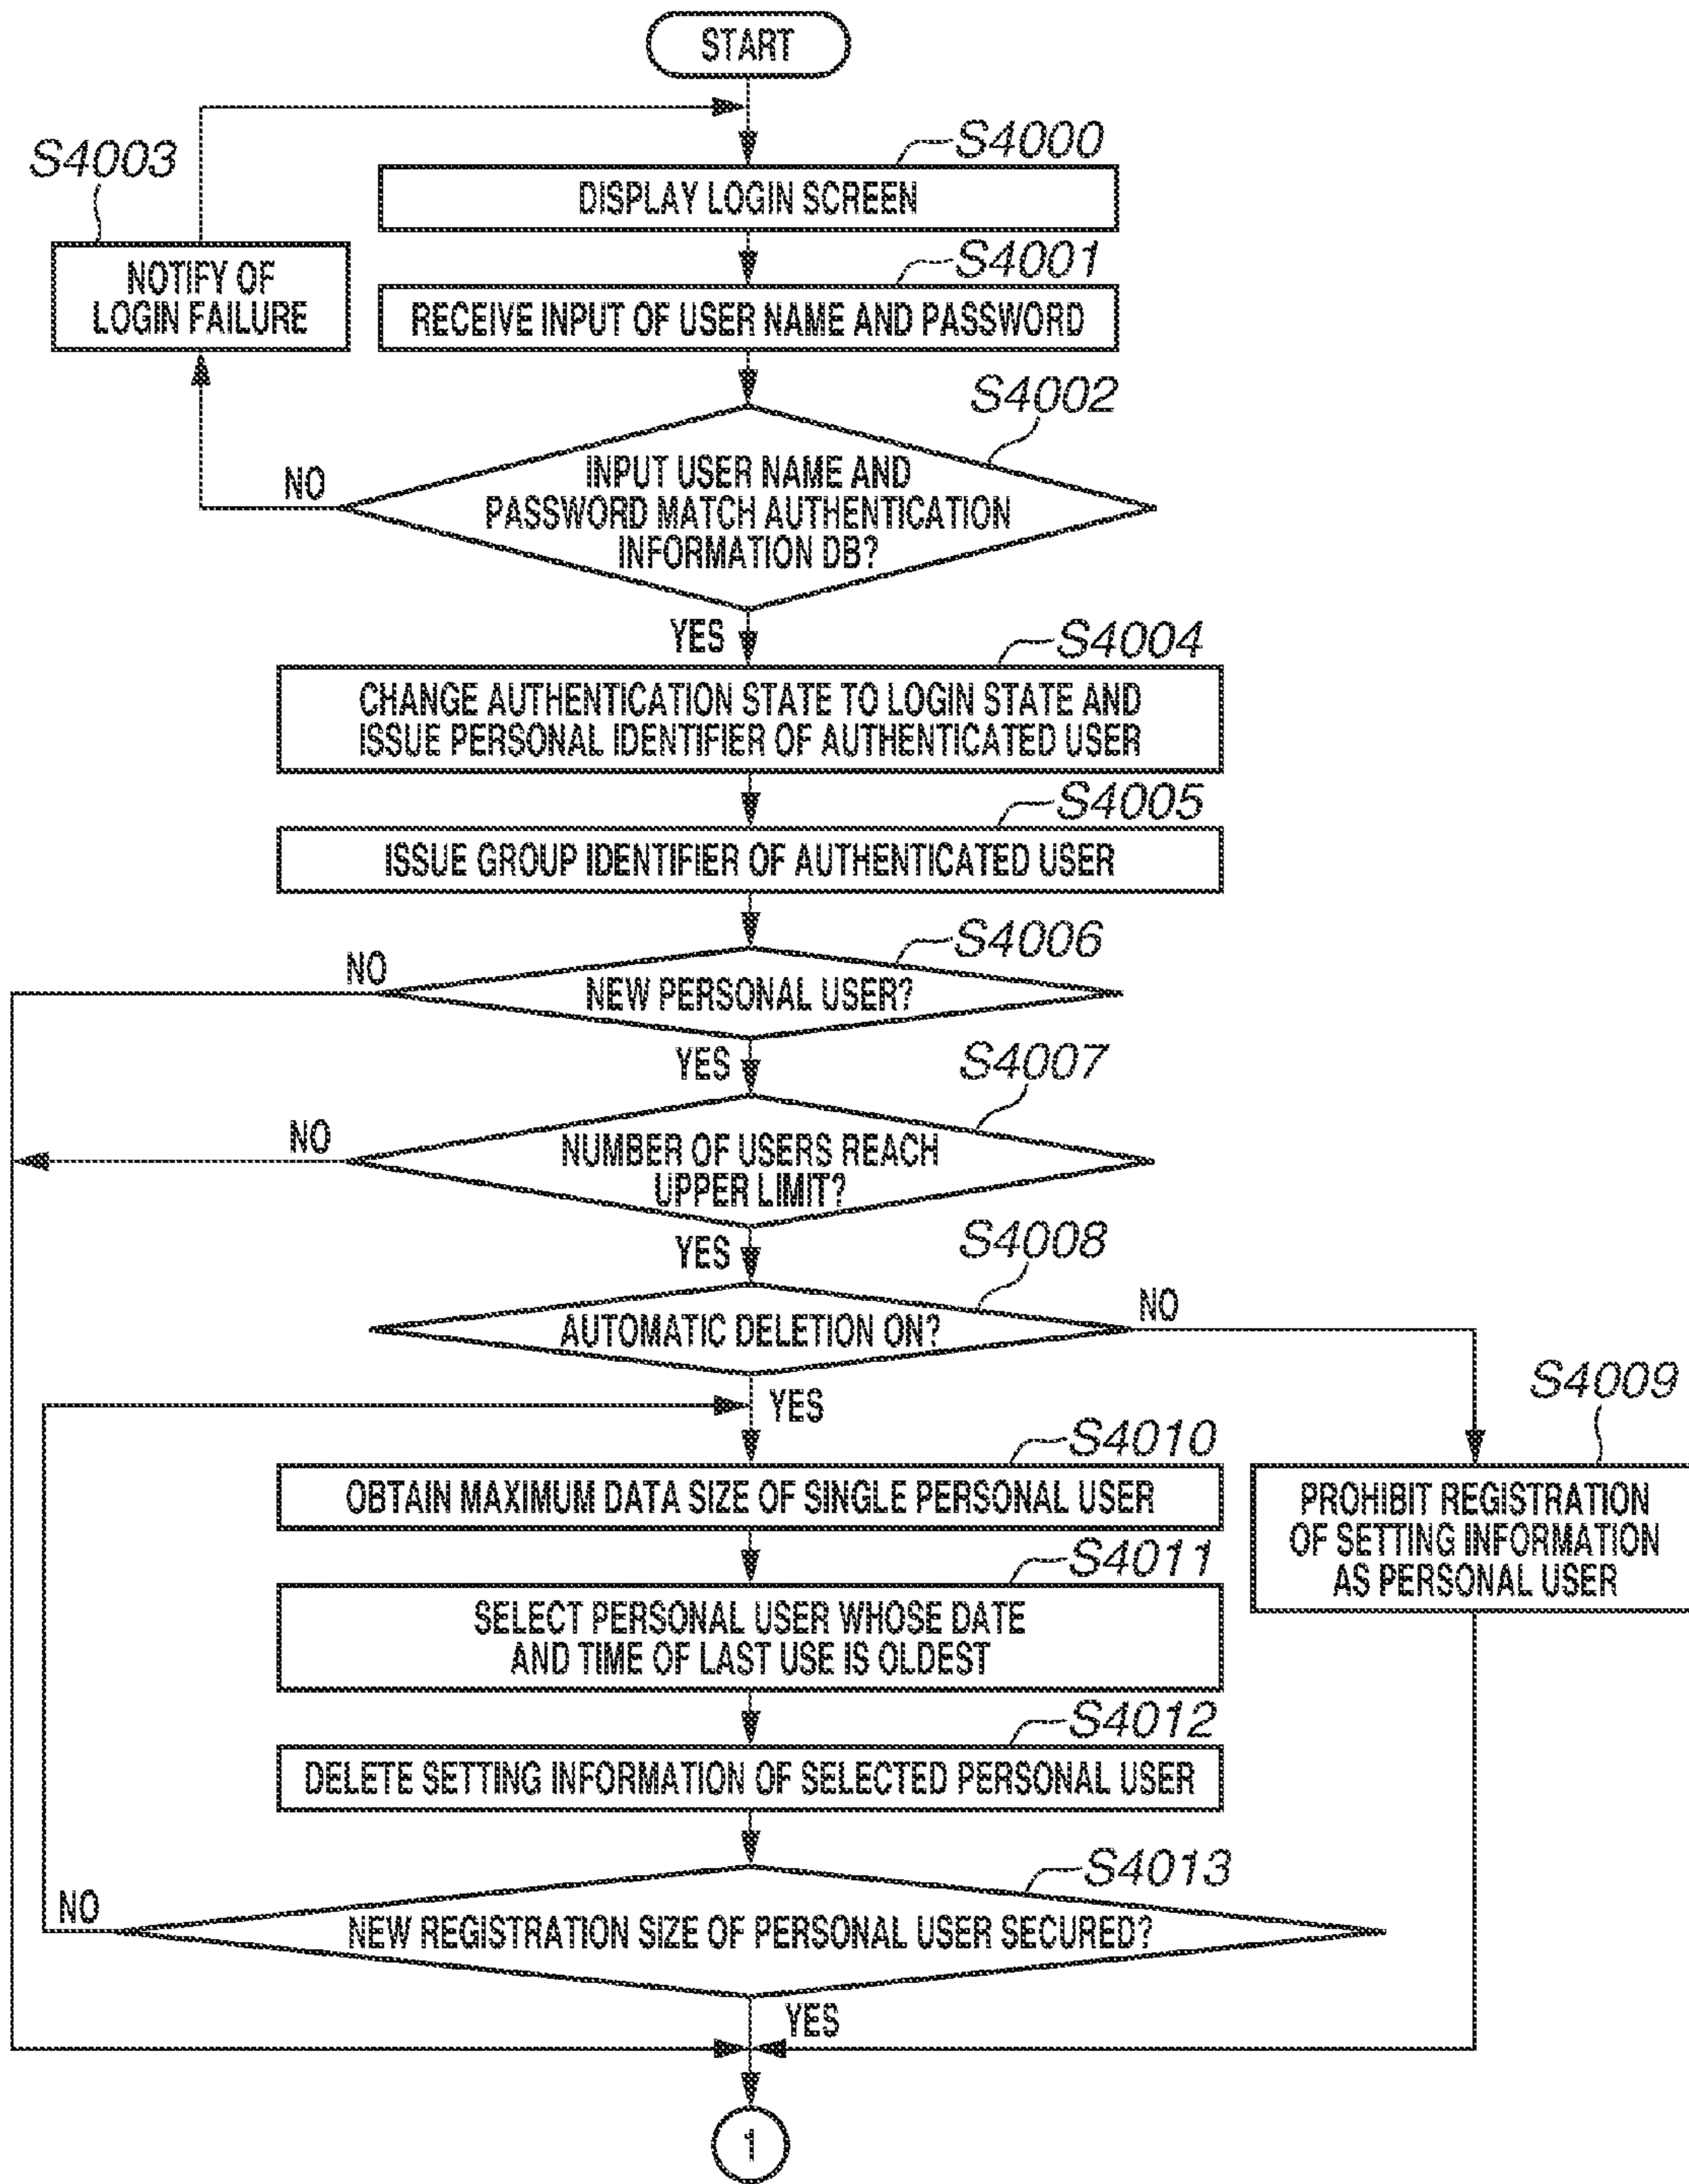 START
S4000
DISPLAY LOGIN SCREEN
S4003
NOTIFY OF
LOGIN FAILURE
S4001
RECEIVE INPUT OF USER NAME AND PASSWORD
S4002
INPUT USER NAME AND
PASSWORD MATCH AUTHENTICATION
INFORMATION DB?
NO
YES
S4004
CHANGE AUTHENTICATION STATE TO LOGIN STATE AND
ISSUE PERSONAL IDENTIFIER OF AUTHENTICATED USER
S4005
ISSUE GROUP IDENTIFIER OF AUTHENTICATED USER
S4006
NO
NEW PERSONAL USER?
YES
S4007
NO
NUMBER OF USERS REACH
UPPER LIMIT?
YES
S4008
AUTOMATIC DELETION ON?
NO
YES
S4009
PROHIBIT REGISTRATION
OF SETTING INFORMATION
AS PERSONAL USER
S4010
OBTAIN MAXIMUM DATA SIZE OF SINGLE PERSONAL USER
S4011
SELECT PERSONAL USER WHOSE DATE
AND TIME OF LAST USE IS OLDEST
S4012
DELETE SETTING INFORMATION OF SELECTED PERSONAL USER
S4013
NO
NEW REGISTRATION SIZE OF PERSONAL USER SECURED?
YES
1